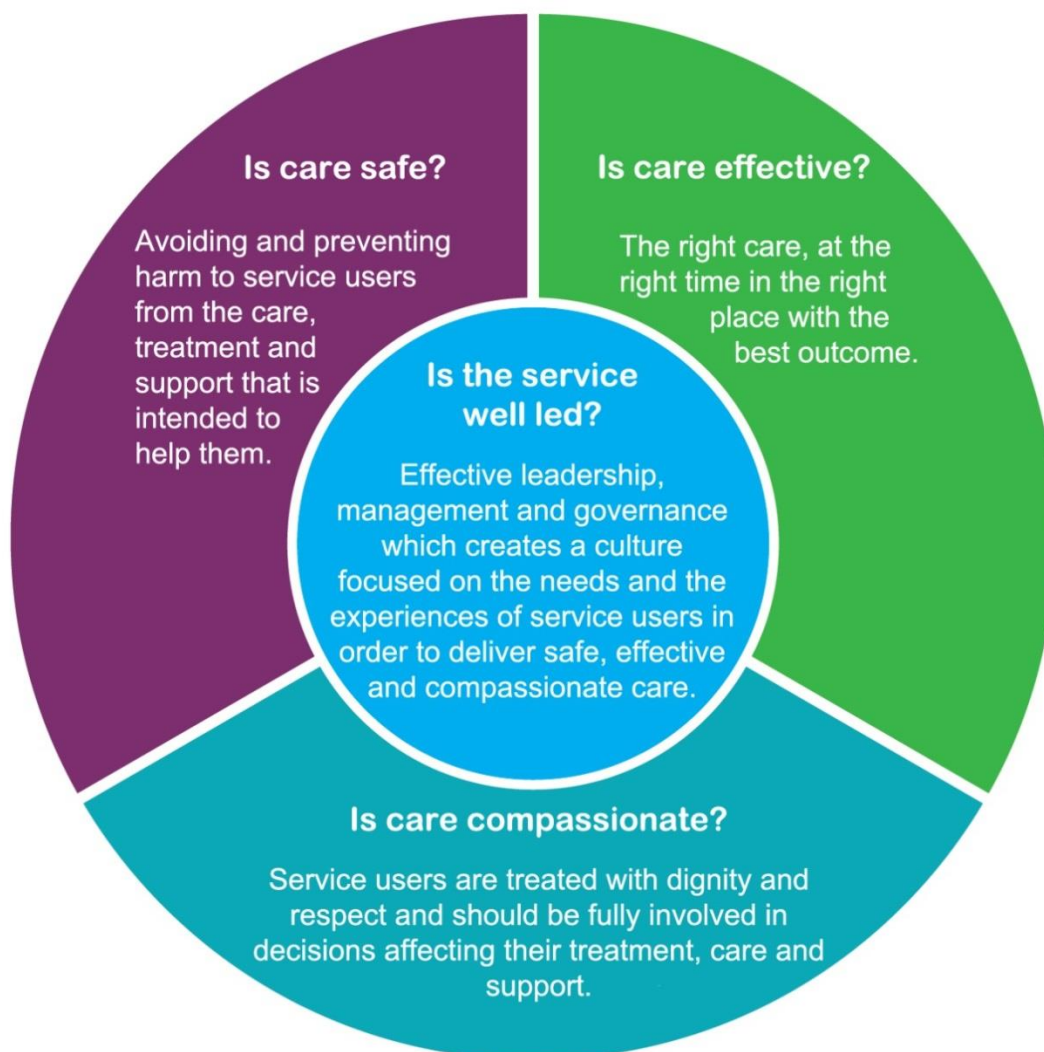 Is care safe?
Avoiding and preventing
harm to service users
from the care,
treatment and
support that is
intended to
help them.
Is care effective?
The right care, at the
right time in the right
place with the
best outcome.
Is the service
well led?
Effective leadership,
management and governance
which creates a culture
focused on the needs and the
experiences of service users in
order to deliver safe, effective
and compassionate care.
Is care compassionate?
Service users are treated with dignity and
respect and should be fully involved in
decisions affecting their treatment, care and
support.